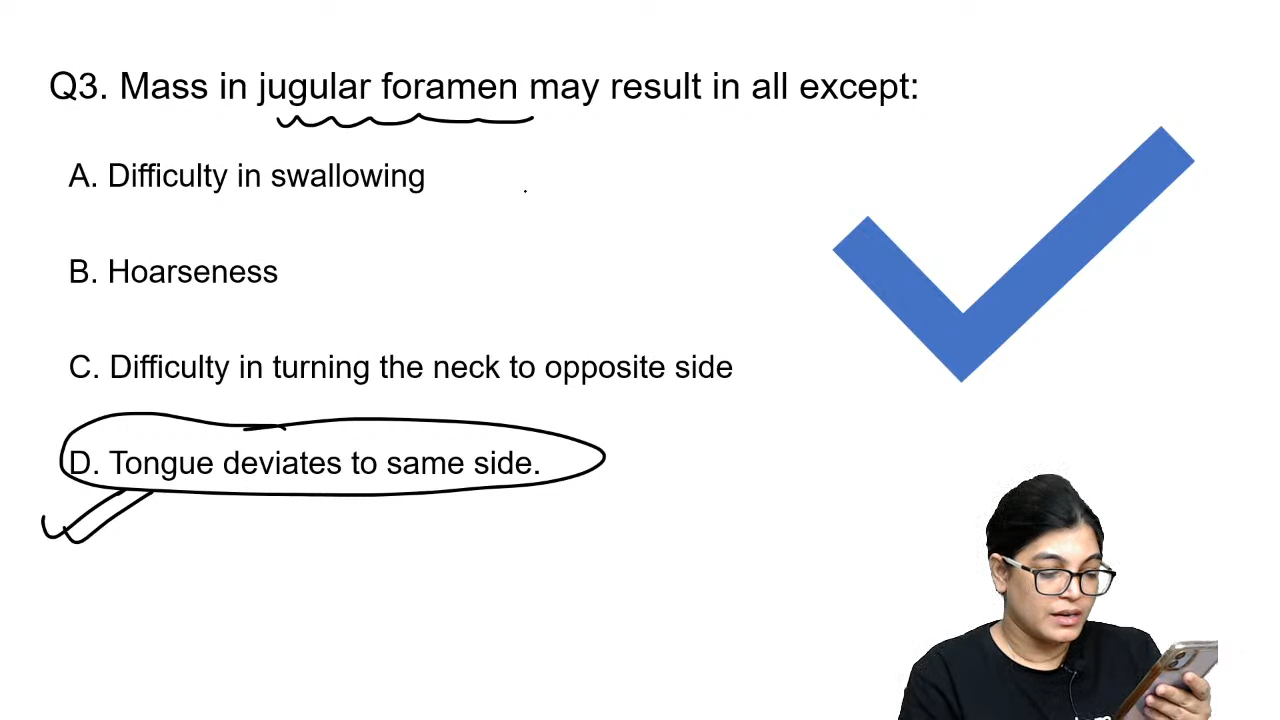 Q3. Mass in jugular foramen may result in all except:
A. Difficulty in swallowing
B. Hoarseness
C. Difficulty in turning the neck to opposite side
D. Tongue deviates to same side.